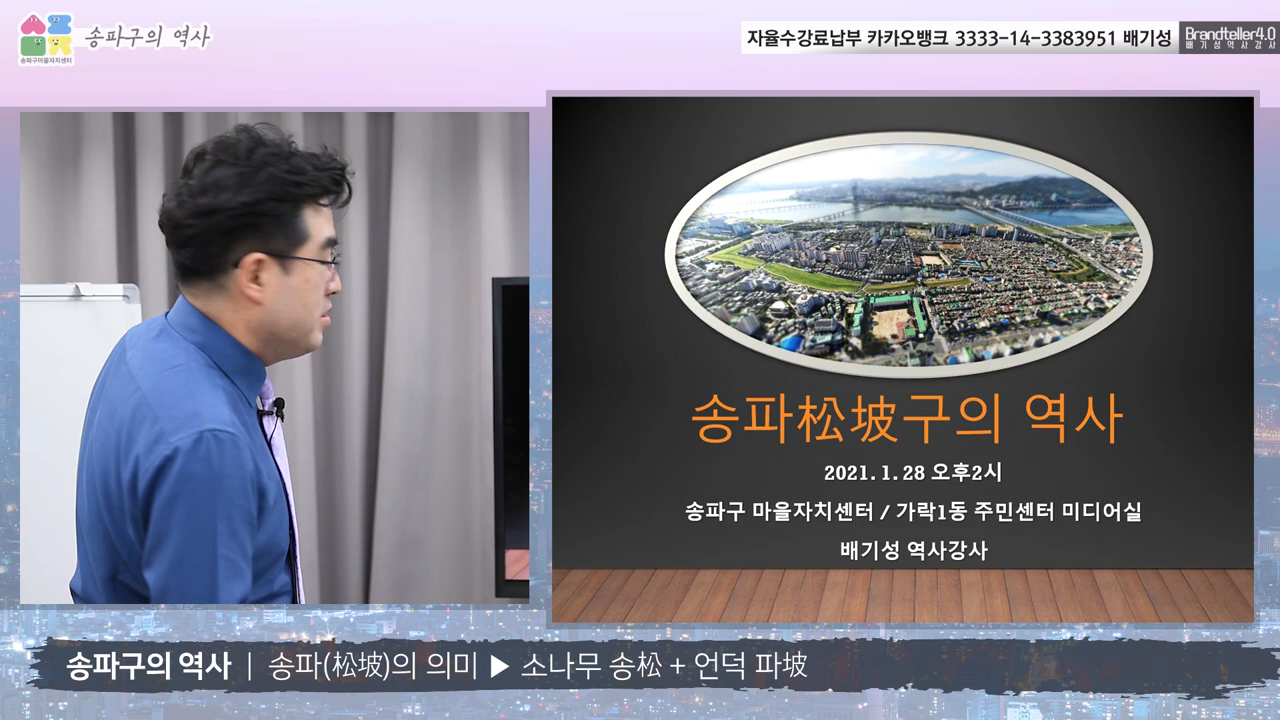 송파구마을자치센터
송파구의 역사
자율수강료납부 카카오뱅크 3333-14-3383951 배기성
Brandteller4.0
배기성역사강사
송파松坡구의 역사
2021. 1. 28 오후2시
송파구 마을자치센터 / 가락1동 주민센터 미디어실
배기성 역사강사
송파구의 역사 | 송파(松坡)의 의미 ▶ 소나무 송松 + 언덕 파坡